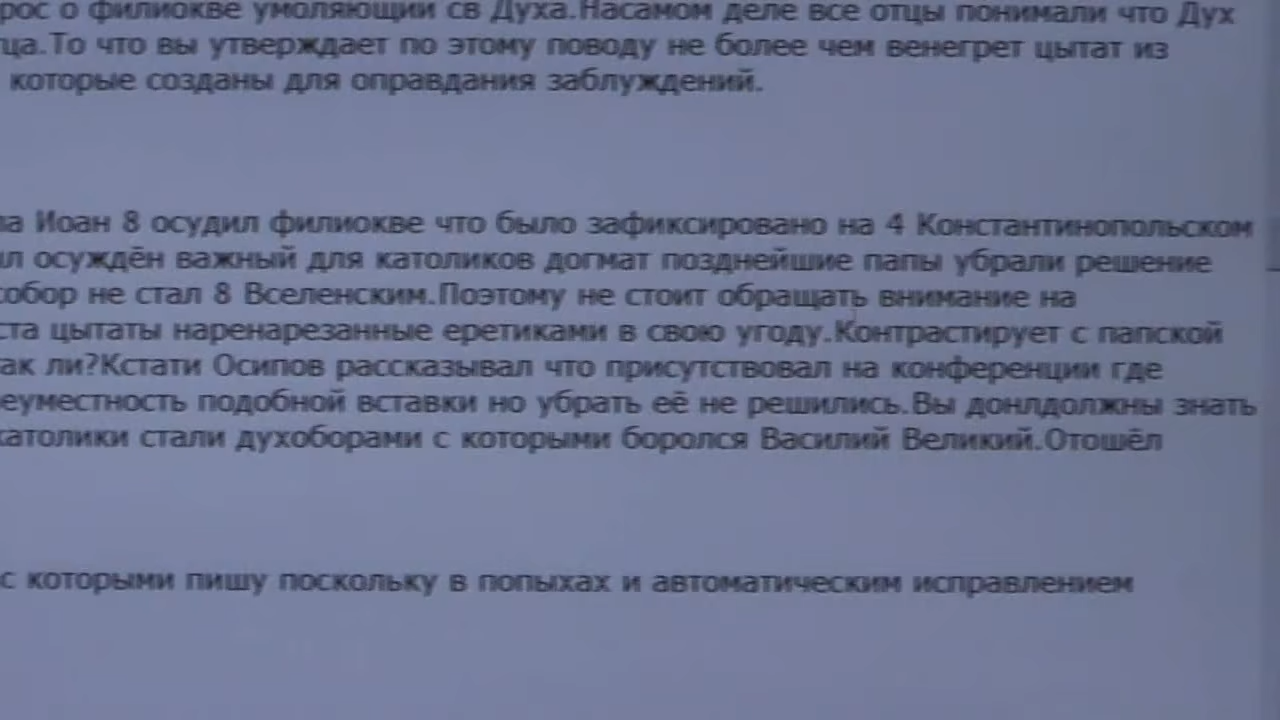 рос о филиокве умоляющий св Духа.Насамом деле все отцы понимали что Дух
ца.То что вы утверждает по этому поводу не более чем венегрет цытат из
которые созданы для оправдания заблуждений.
па Иоан 8 осудил филиокве что было зафиксировано на 4 Константинопольском
ыл осуждён важный для католиков догмат позднейшие папы убрали решение
собор не стал 8 Вселенским.Поэтому не стоит обращать внимание на
ста цытаты наренарезанные еретиками в свою угоду.Контрастирует с папской
ак ли?Кстати Осипов рассказывал что присутствовал на конференции где
неуместность подобной вставки но убрать её не решились.Вы донлдолжны знать
католики стали духоборами с которыми боролся Василий Великий.Отошёл
с которыми пишу поскольку в попыхах и автоматическим исправлением